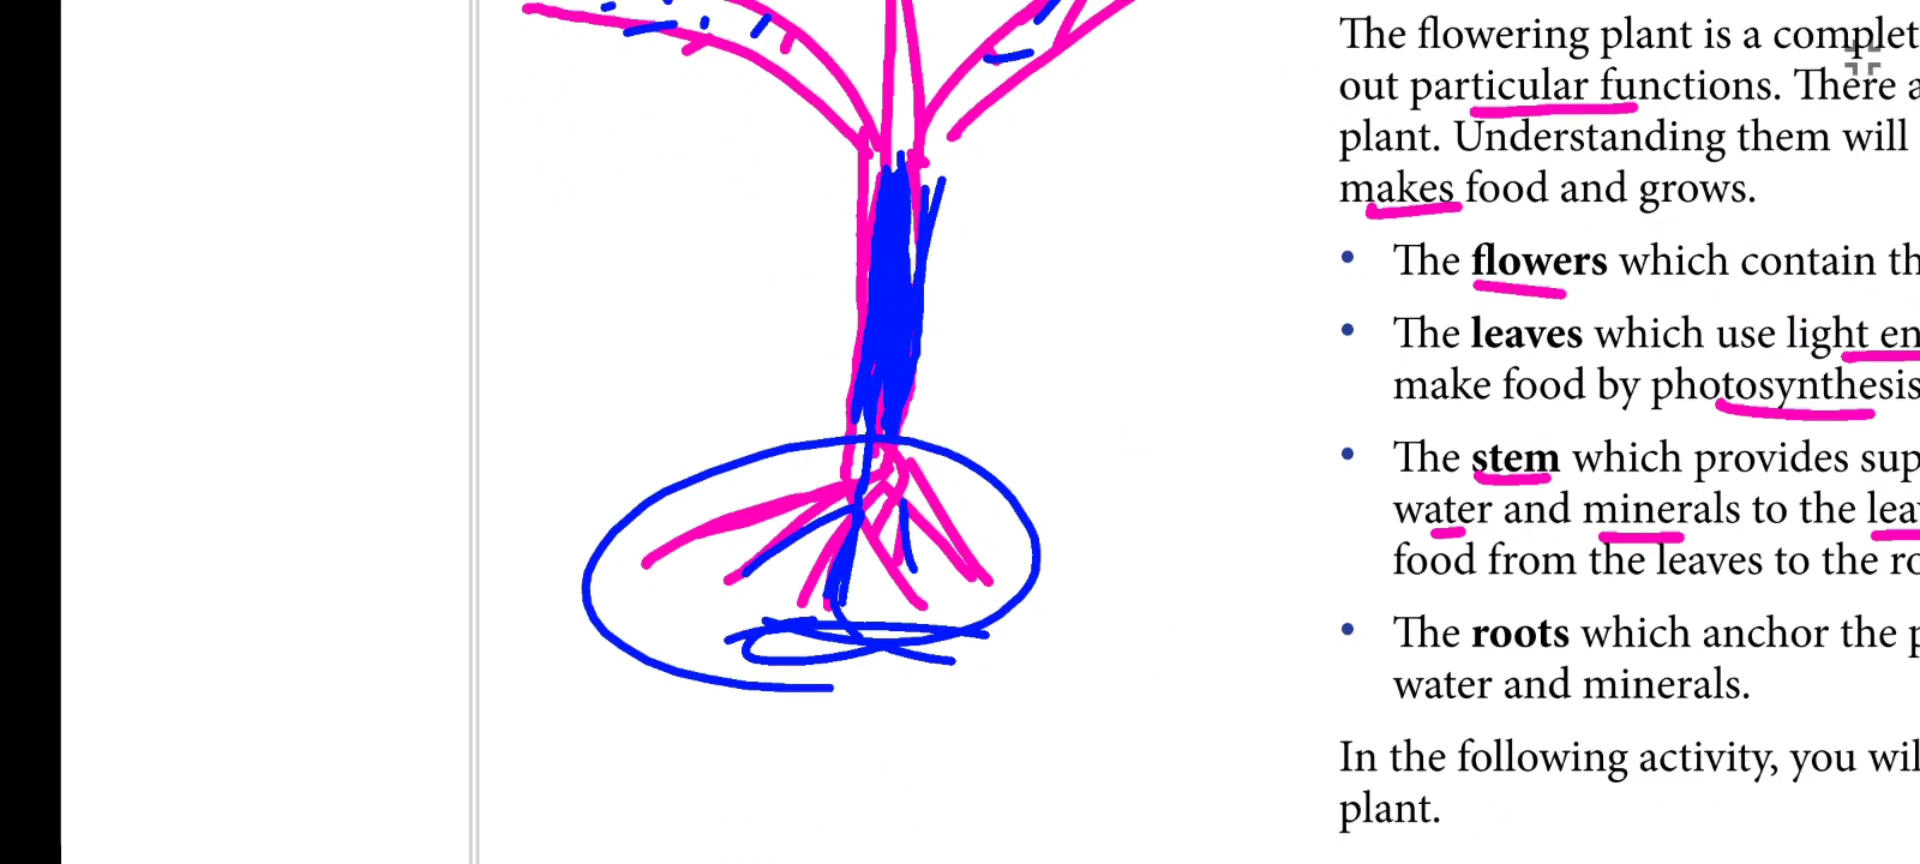 The flowering plant is a complet
out particular functions. There a
plant. Understanding them will
makes food and grows.
• The flowers which contain th
• The leaves which use light en
make food by photosynthesis
• The stem which provides sup
water and minerals to the lea
food from the leaves to the ro
• The roots which anchor the p
water and minerals.
In the following activity, you wil
plant.